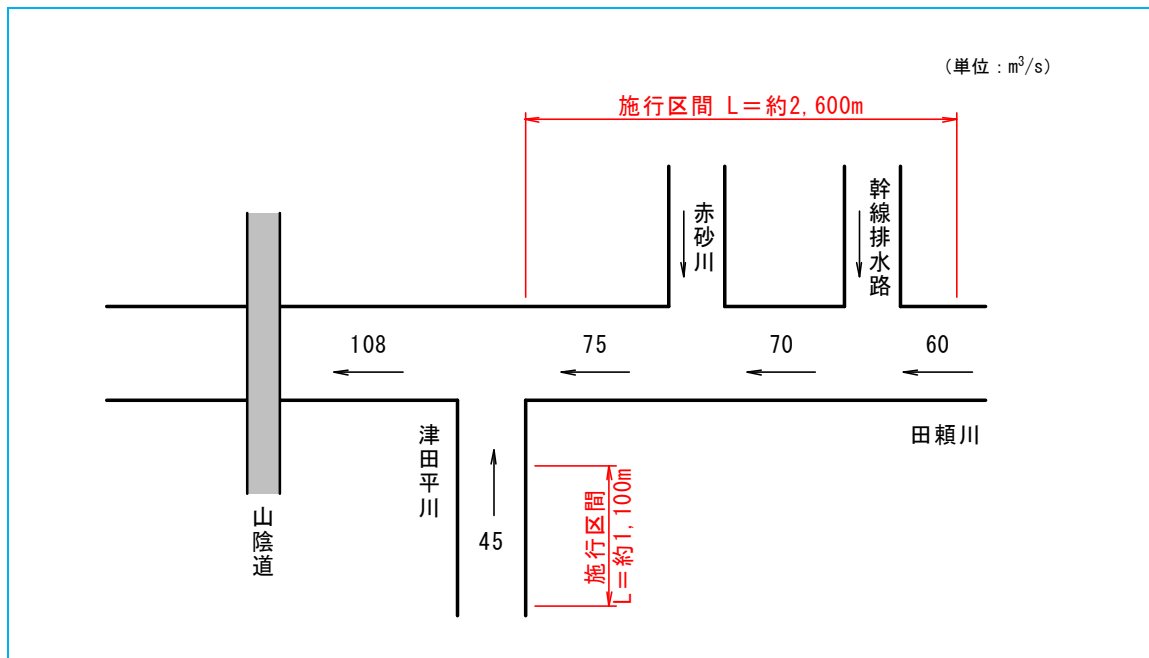 (単位：m³/s)
施行区間 L＝約2,600m
赤砂川
幹線排水路
108
75
70
60
津田平川
田頼川
45
施行区間
L＝約1,100m
山陰道